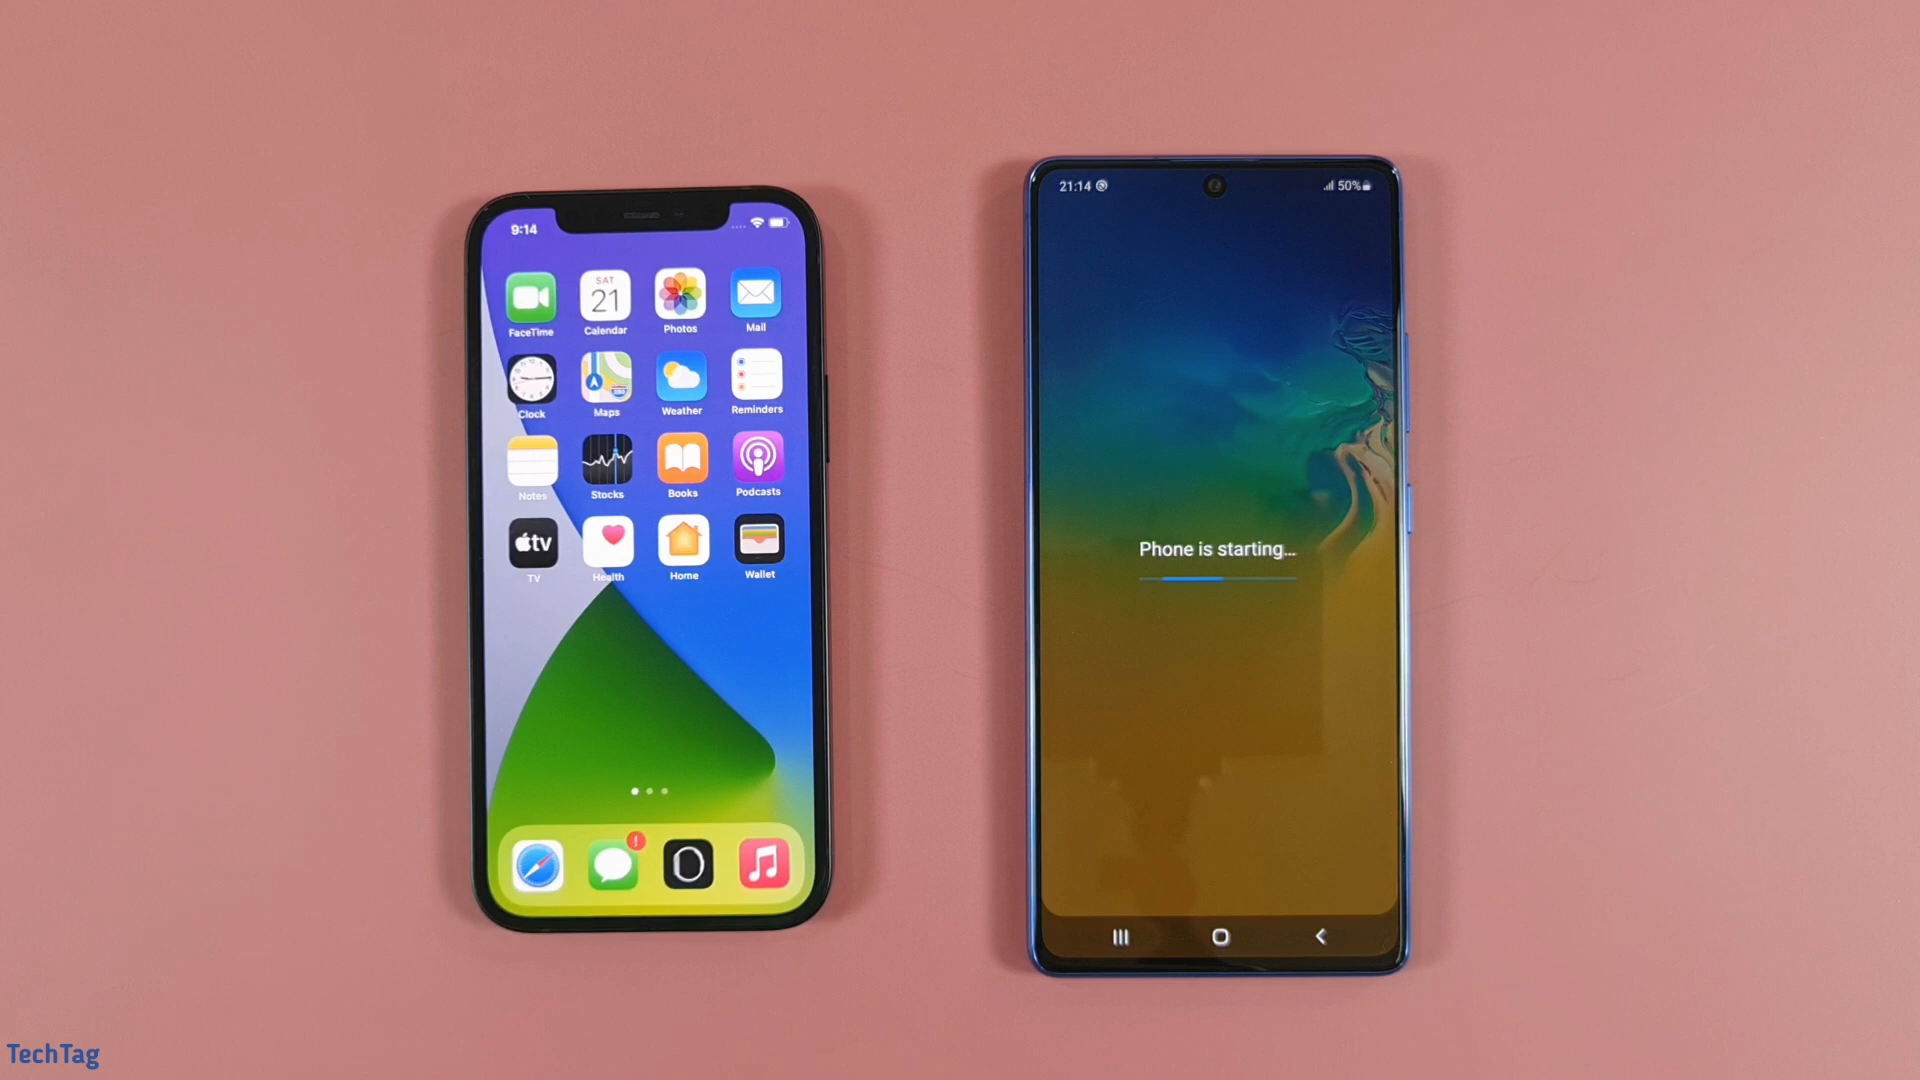 9:14
SAT
21
FaceTime
Calendar
Photos
Mail
Clock
Maps
Weather
Reminders
Notes
Stocks
Books
Podcasts
tv
TV
Health
Home
Wallet
!
21:14
50%
Phone is starting...
TechTag